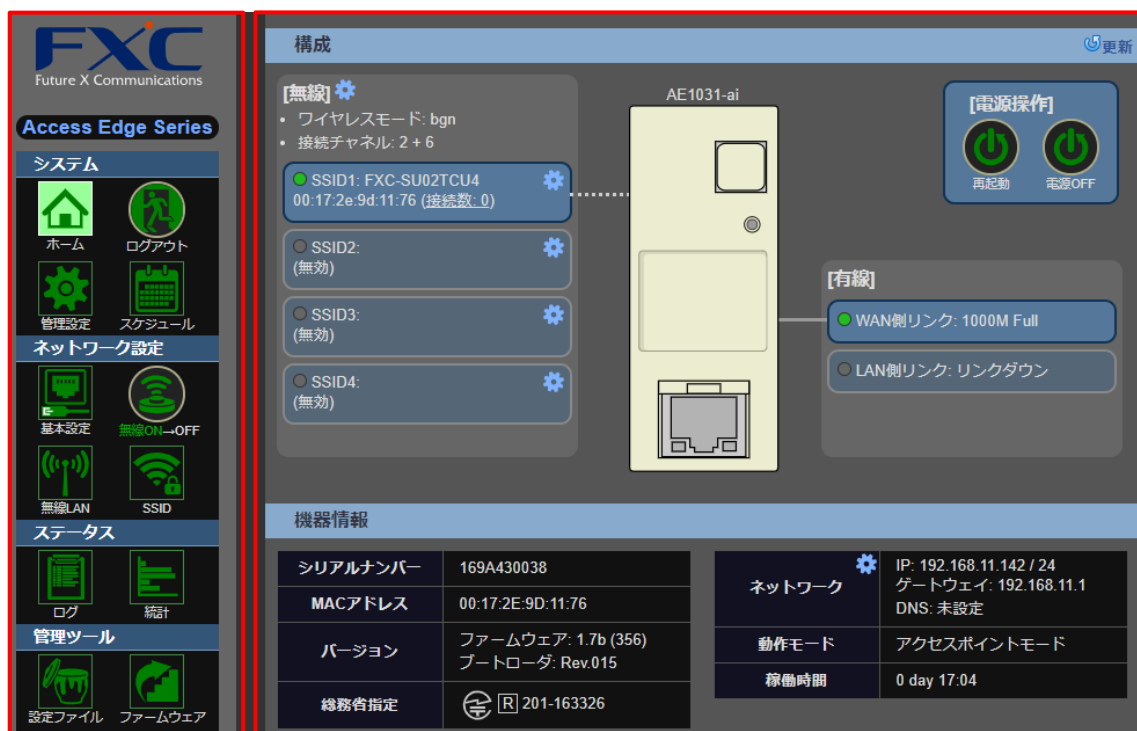 FXC
Future X Communications
Access Edge Series
システム
ホーム
ログアウト
管理設定
スケジュール
ネットワーク設定
基本設定
無線ON→OFF
無線LAN
SSID
ステータス
ログ
統計
管理ツール
設定ファイル
ファームウェア
構成
更新
[無線]
• ワイヤレスモード: bgn
• 接続チャネル: 2 + 6
SSID1: FXC-SU02TCU4
00:17:2e:9d:11:76 (接続数: 0)
SSID2:
(無効)
SSID3:
(無効)
SSID4:
(無効)
AE1031-ai
[電源操作]
再起動
電源OFF
[有線]
WAN側リンク: 1000M Full
LAN側リンク: リンクダウン
機器情報
シリアルナンバー 169A430038
MACアドレス 00:17:2E:9D:11:76
バージョン
ファームウェア: 1.7b (356)
ブートローダ: Rev.015
総務省指定 R 201-163326
ネットワーク
IP: 192.168.11.142 / 24
ゲートウェイ: 192.168.11.1
DNS: 未設定
動作モード アクセスポイントモード
稼働時間 0 day 17:04